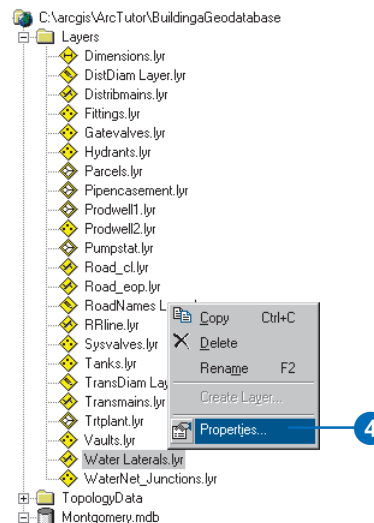 C:\arcgis\ArcTutor\BuildingaGeodatabase
Layers
Dimensions.lyr
DistDiam Layer.lyr
Distribmains.lyr
Fittings.lyr
Gatevalves.lyr
Hydrants.lyr
Parcels.lyr
Pipencasement.lyr
Prodwell1.lyr
Prodwell2.lyr
Pumpstat.lyr
Road_cl.lyr
Road_eop.lyr
RoadNames L
RRline.lyr
Sysvalves.lyr
Tanks.lyr
TransDiam Lay
Transmains.lyr
Trtplant.lyr
Vaults.lyr
Water Laterals.lyr
WaterNet_Junctions.lyr
TopologyData
Montgomery.mdb
Copy Ctrl+C
Delete
Rename F2
Create Layer...
Properties...
4